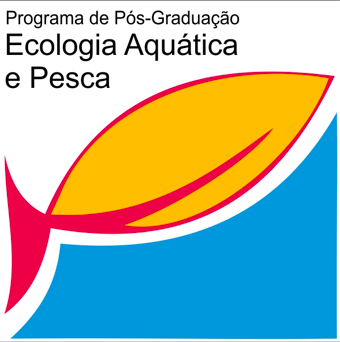 Programa de Pós-Graduação
Ecologia Aquática
e Pesca